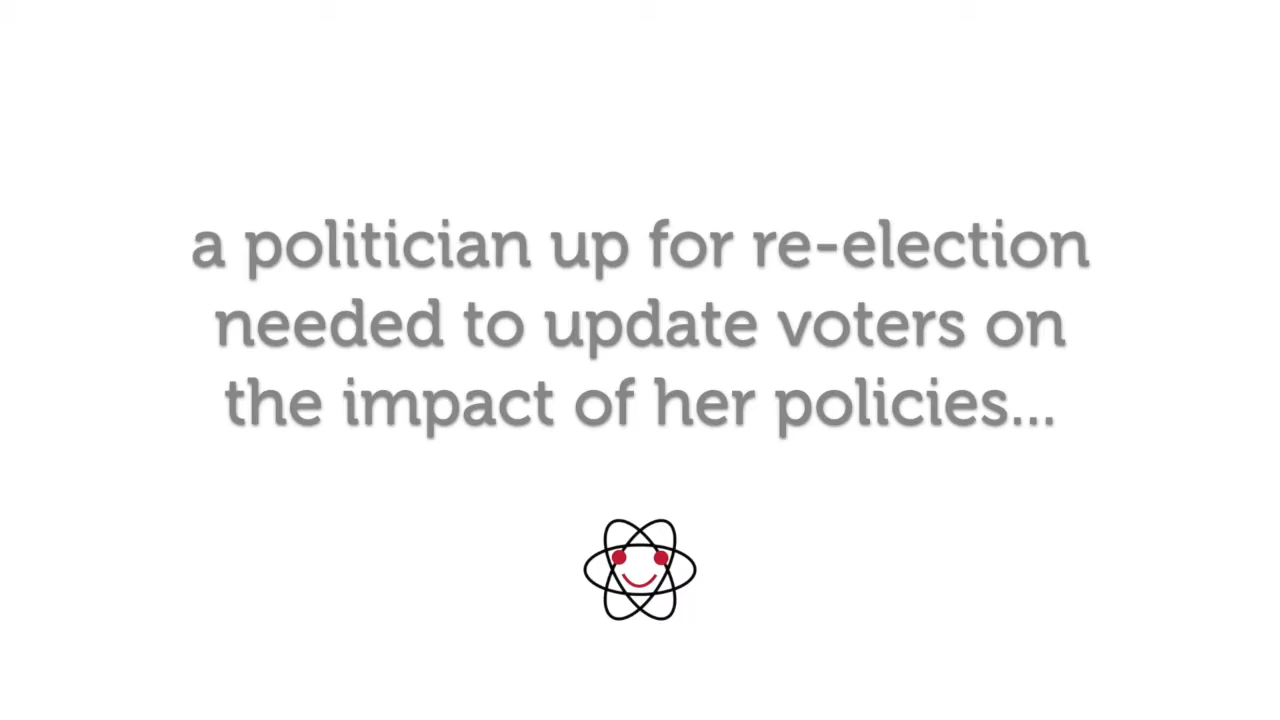 a politician up for re-election
needed to update voters on
the impact of her policies...